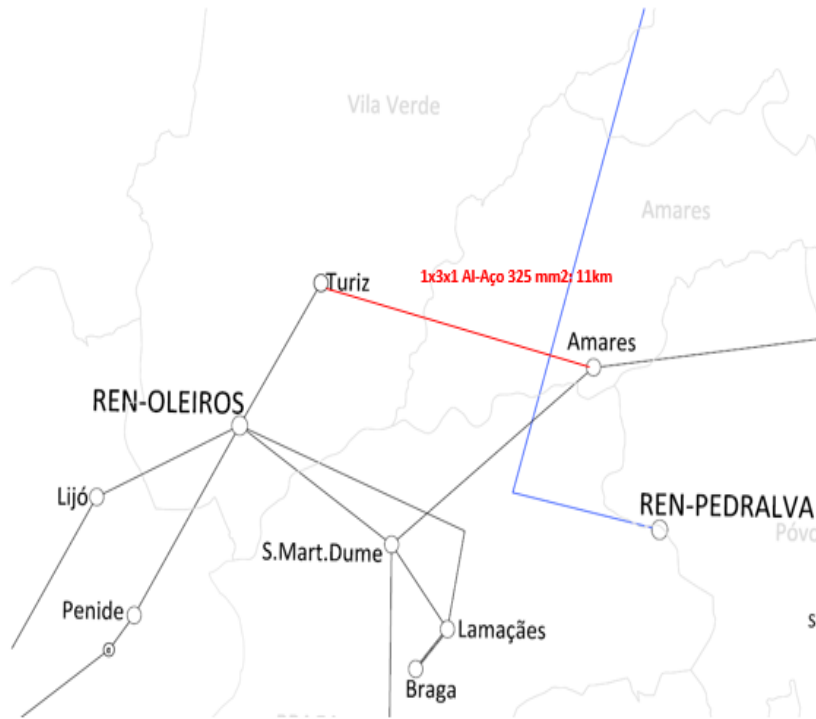 Vila Verde
Amares
1x3x1 Al-Aço 325 mm2; 11km
Turiz
Amares
REN-OLEIROS
Lijó
REN-PEDRALVA
Póvo
S.Mart.Dume
Penide
S
Lamaçães
Braga